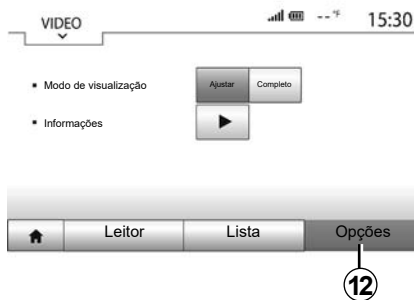 VIDEO
--°F 15:30
Modo de visualização Ajustar Completo
Informações
Leitor Lista Opções
12